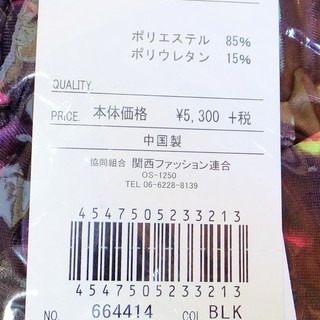 ポリエステル 85%
ポリウレタン 15%
QUALITY.
PRICE. 本体価格 ¥5,300 +税
中国製
協同組合 関西ファッション連合
OS-1250
TEL 06-6228-8139
4547505233213
4547505233213
NO. 664414 COL BLK